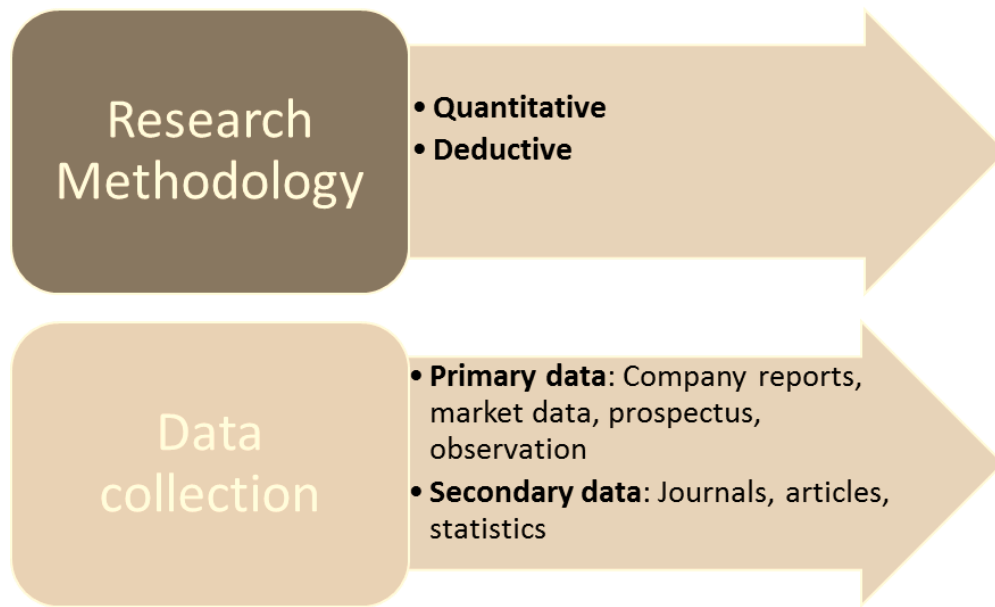 Research
Methodology
• Quantitative
• Deductive
Data
collection
• Primary data: Company reports,
market data, prospectus,
observation
• Secondary data: Journals, articles,
statistics